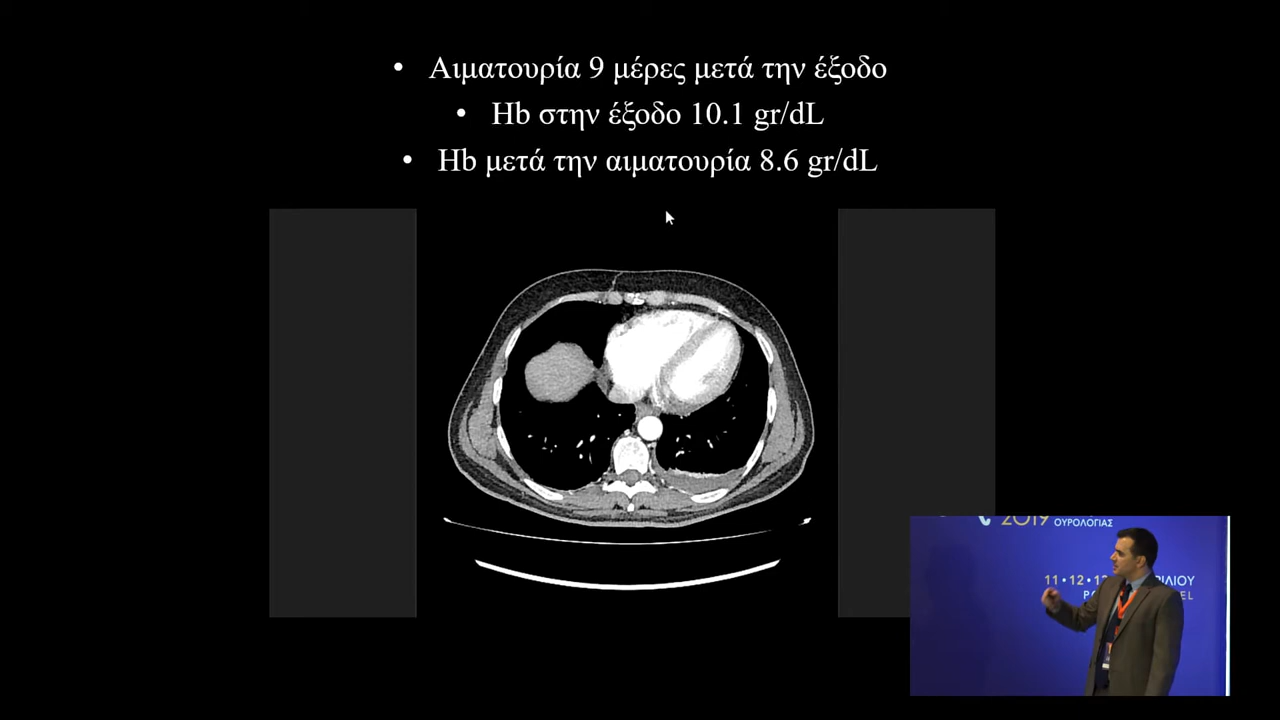 • Αιματουρία 9 μέρες μετά την έξοδο
• Hb στην έξοδο 10.1 gr/dL
• Hb μετά την αιματουρία 8.6 gr/dL
2019
ΟΥΡΟΛΟΓΙΑΣ
11 • 12 • 1